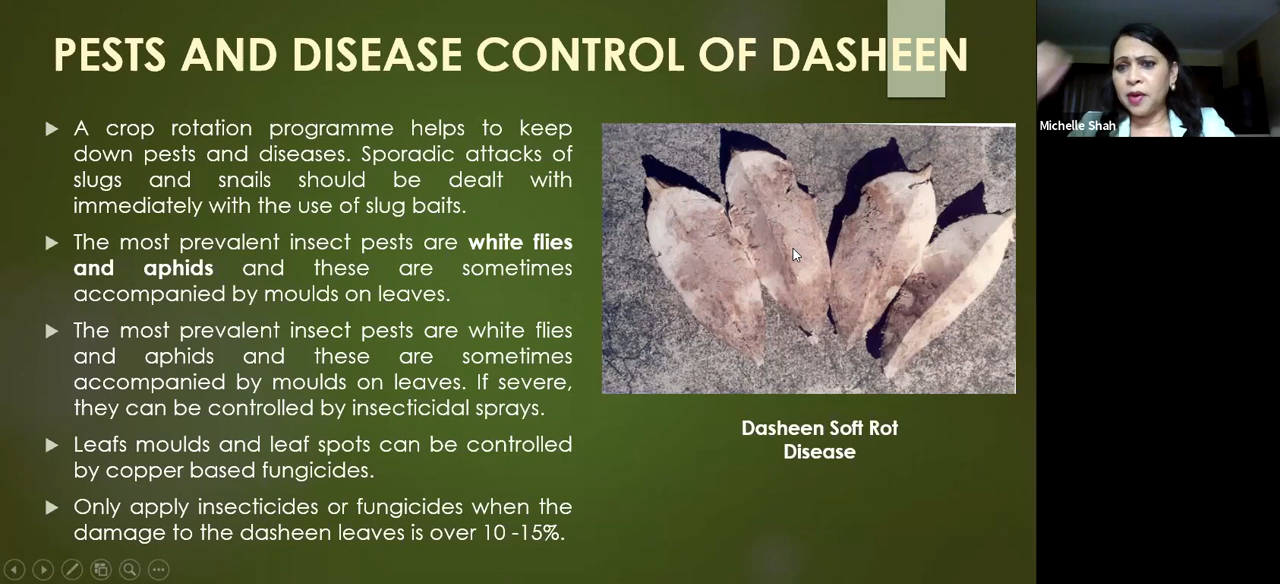 PESTS AND DISEASE CONTROL OF DASHEEN
A crop rotation programme helps to keep
down pests and diseases. Sporadic attacks of
slugs and snails should be dealt with
immediately with the use of slug baits.
The most prevalent insect pests are white flies
and aphids and these are sometimes
accompanied by moulds on leaves.
The most prevalent insect pests are white flies
and aphids and these are sometimes
accompanied by moulds on leaves. If severe,
they can be controlled by insecticidal sprays.
Leafs moulds and leaf spots can be controlled
by copper based fungicides.
Only apply insecticides or fungicides when the
damage to the dasheen leaves is over 10 -15%.
Dasheen Soft Rot
Disease
Michelle Shah